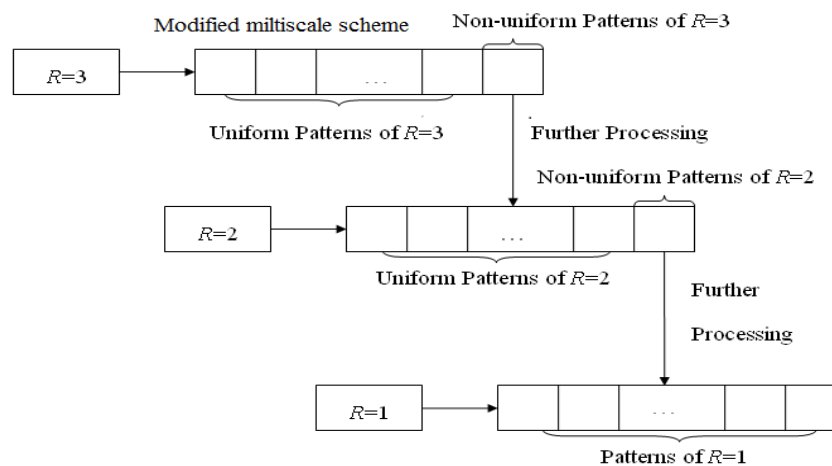 Modified miltiscale scheme
Non-uniform Patterns of R=3
R=3
...
Uniform Patterns of R=3
Further Processing
Non-uniform Patterns of R=2
R=2
...
Uniform Patterns of R=2
Further
Processing
R=1
...
Patterns of R=1